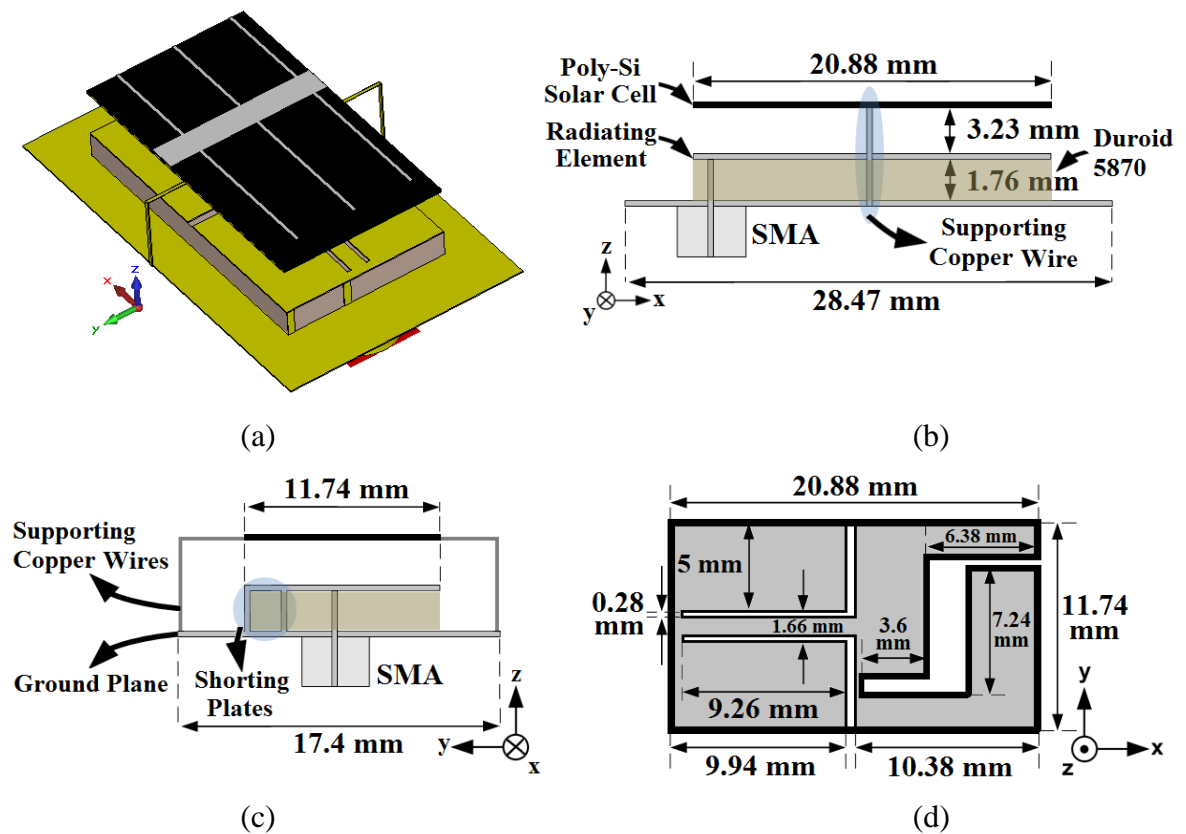 x
z
y
(a)
20.88 mm
Poly-Si
Solar Cell
3.23 mm
Radiating
Element
Duroid
5870
1.76 mm
SMA
Supporting
Copper Wire
z
y
x
28.47 mm
(b)
11.74 mm
Supporting
Copper Wires
Ground Plane
Shorting
Plates
SMA
z
y
x
17.4 mm
(c)
20.88 mm
6.38 mm
5 mm
0.28
mm
1.66 mm
3.6
mm
7.24
mm
11.74
mm
9.26 mm
9.94 mm
10.38 mm
y
z
x
(d)